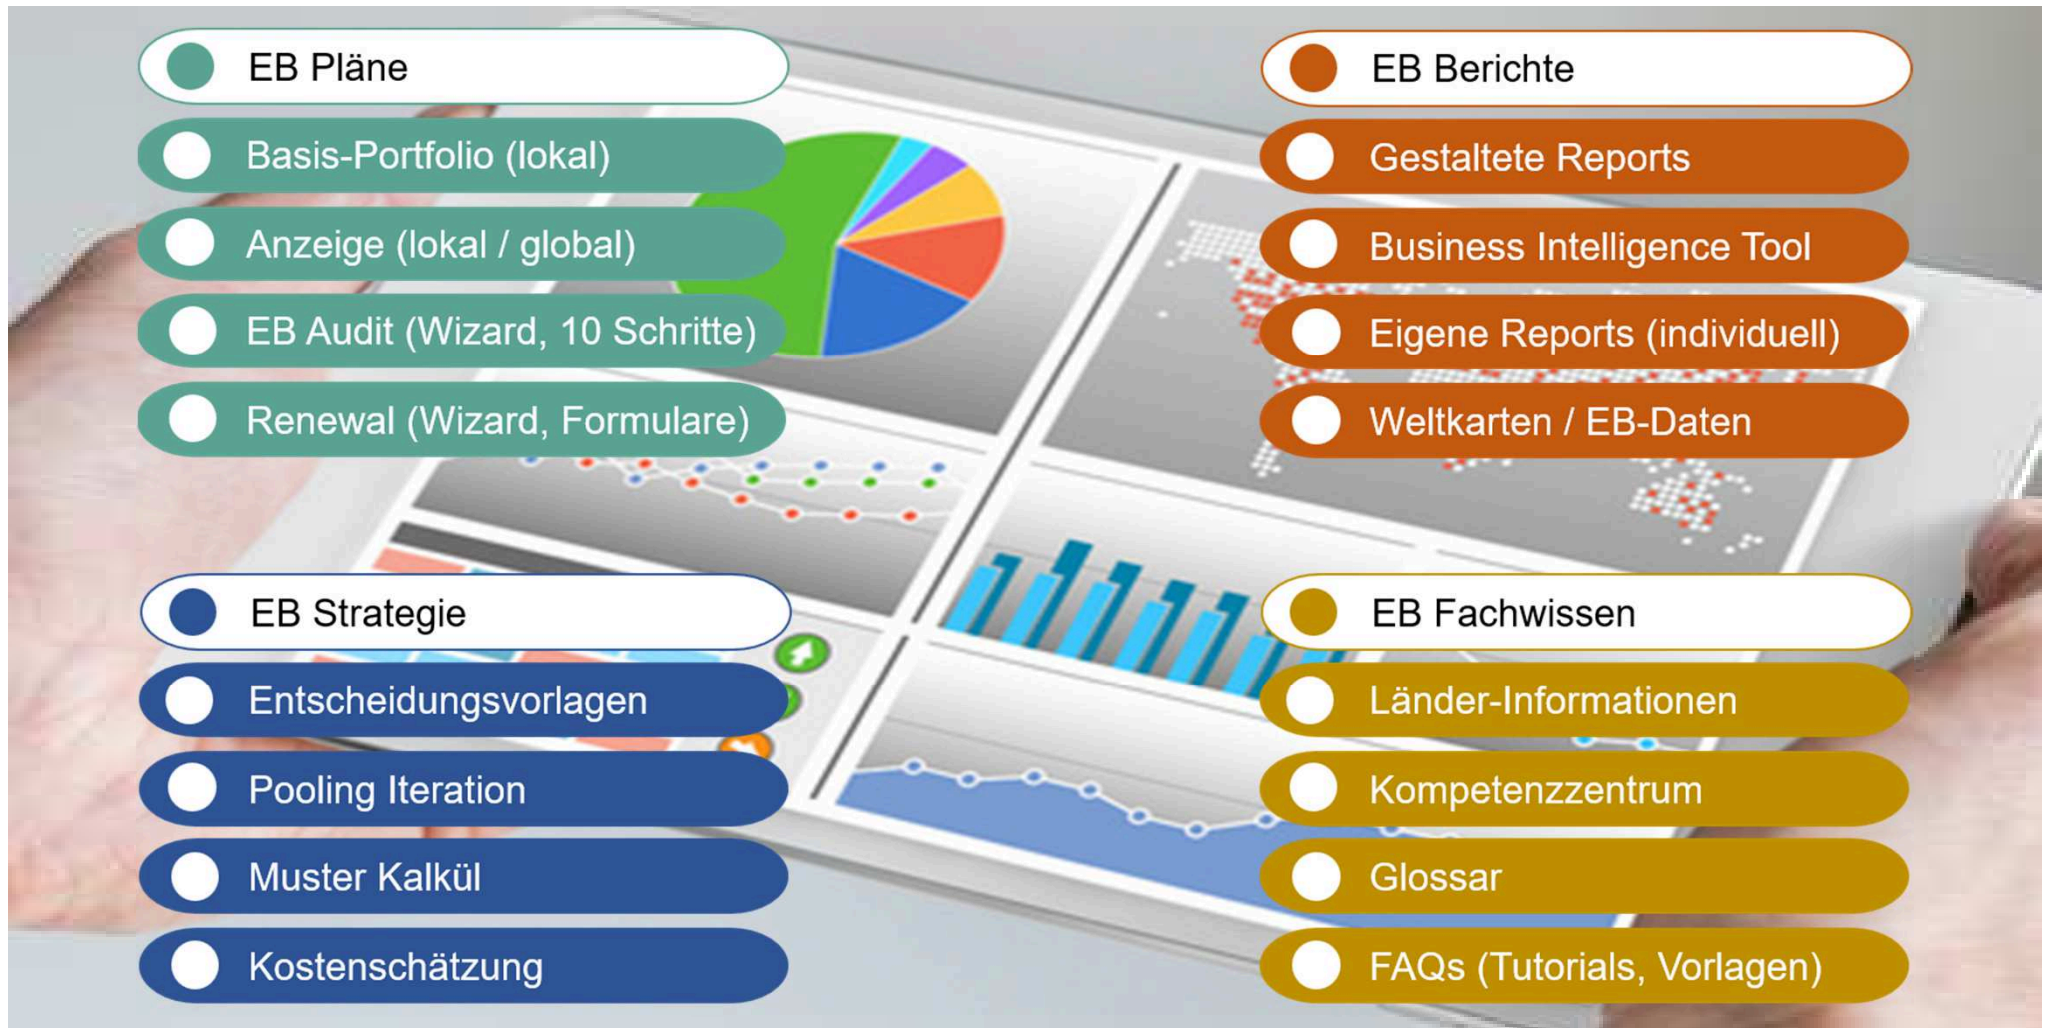 EB Pläne
Basis-Portfolio (lokal)
Anzeige (lokal / global)
EB Audit (Wizard, 10 Schritte)
Renewal (Wizard, Formulare)
EB Berichte
Gestaltete Reports
Business Intelligence Tool
Eigene Reports (individuell)
Weltkarten / EB-Daten
EB Strategie
Entscheidungsvorlagen
Pooling Iteration
Muster Kalkül
Kostenschätzung
EB Fachwissen
Länder-Informationen
Kompetenzzentrum
Glossar
FAQs (Tutorials, Vorlagen)